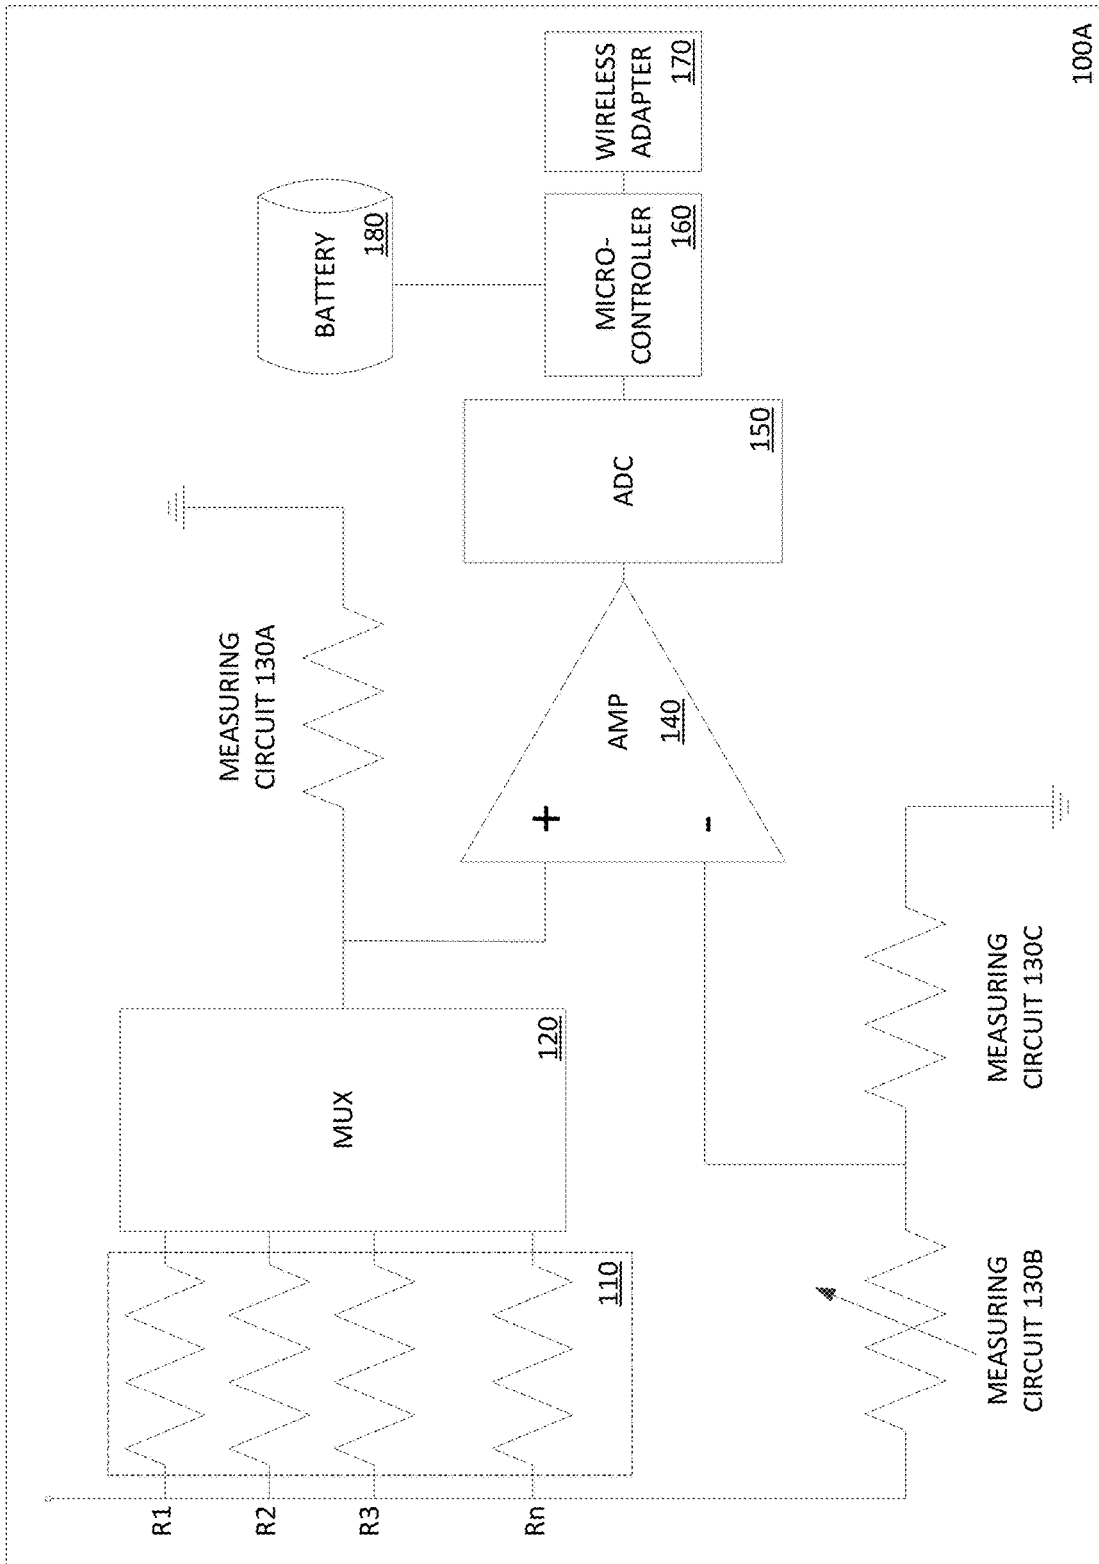 R1
R2
R3
Rn
110
MUX
120
MEASURING
CIRCUIT 130A
MEASURING
CIRCUIT 130B
MEASURING
CIRCUIT 130C
+
-
AMP
140
ADC
150
BATTERY
180
MICRO-
CONTROLLER
160
WIRELESS
ADAPTER
170
100A